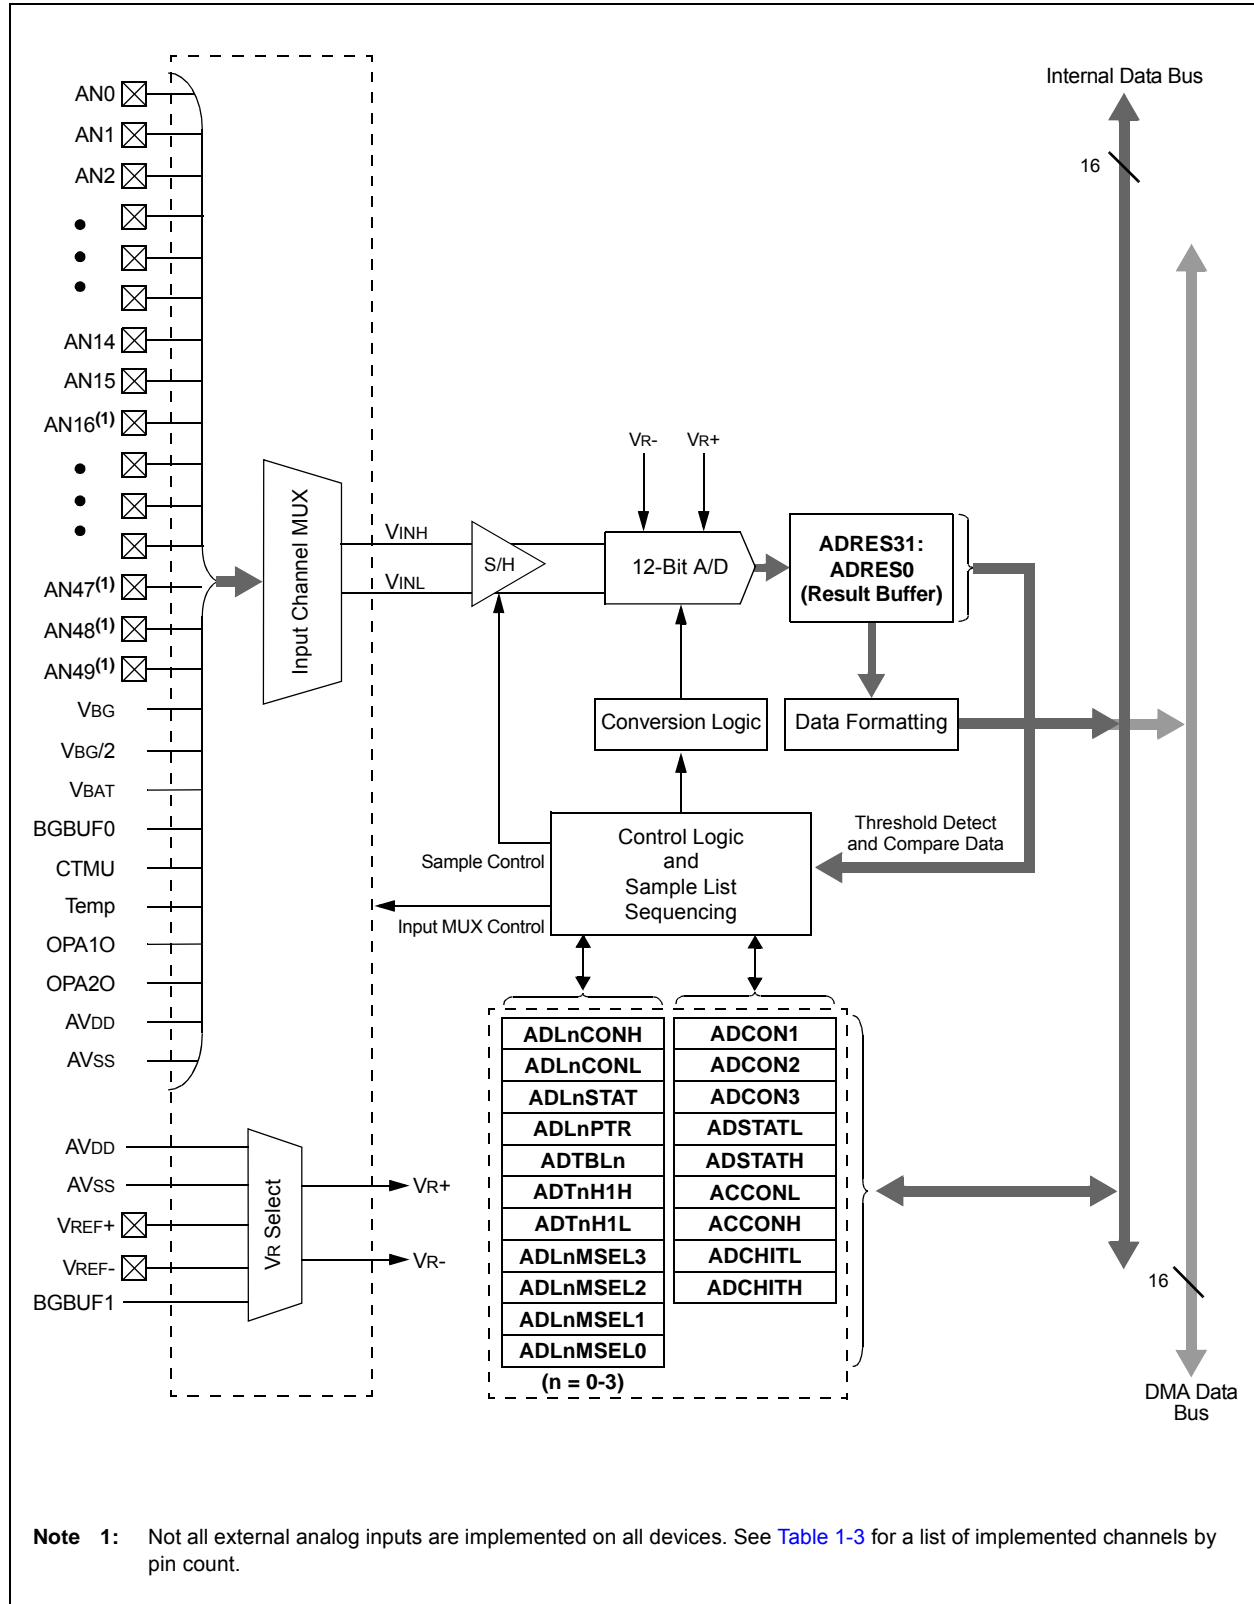 Internal Data Bus
16
AN0
AN1
AN2
AN14
AN15
AN16(1)
AN47(1)
AN48(1)
AN49(1)
VBG
VBG/2
VBAT
BGBUF0
CTMU
Temp
OPA1O
OPA2O
AVDD
AVSS
Input Channel MUX
VINH
VINL
S/H
VR-
VR+
12-Bit A/D
ADRES31:
ADRES0
(Result Buffer)
Conversion Logic
Data Formatting
Control Logic
and
Sample List
Sequencing
Threshold Detect
and Compare Data
Sample Control
Input MUX Control
ADLnCONH
ADLnCONL
ADLnSTAT
ADLnPTR
ADTBLn
ADTnH1H
ADTnH1L
ADLnMSEL3
ADLnMSEL2
ADLnMSEL1
ADLnMSEL0
(n = 0-3)
ADCON1
ADCON2
ADCON3
ADSTATL
ADSTATH
ACCONL
ACCONH
ADCHITL
ADCHITH
AVDD
AVSS
VREF+
VREF-
BGBUF1
VR Select
VR+
VR-
16
DMA Data
Bus
Note 1: Not all external analog inputs are implemented on all devices. See Table 1-3 for a list of implemented channels by
pin count.